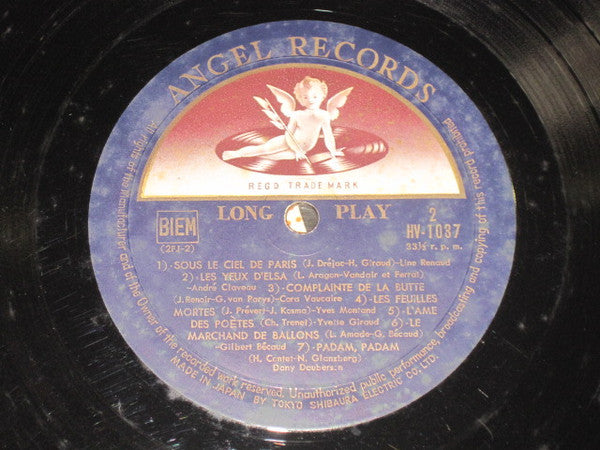 ANGEL RECORDS
REGD TRADE MARK
BIEM
(2FJ-2)
LONG PLAY
2
HV-1037
33⅓ r. p. m.
1)-SOUS LE CIEL DE PARIS (J. Dréjac-H. Giraud)-Line Renaud
2)-LES YEUX D'ELSA (L. Aragon-Vandair et Ferrat)
-André Claveau 3)-COMPLAINTE DE LA BUTTE
(J.Renoir-G. van Parys)-Cora Vaucaire 4)-LES FEUILLES
MORTES (J. Prévert-J. Kosma)-Yves Montand 5)-L'AME
DES POËTES (Ch. Trenet)-Yvette Giraud 6)-LE
MARCHAND DE BALLONS (L. Amade-G. Bécaud)
-Gilbert Bécaud 7)-PADAM, PADAM
(H. Contet-N. Glanzberg)
Dany Dauberson
All rights of the Manufacturer and of the Owner of the recorded work reserved. Unauthorized public performance, broadcasting and copying of this record prohibited
MADE IN JAPAN BY TOKYO SHIBAURA ELECTRIC CO., LTD.